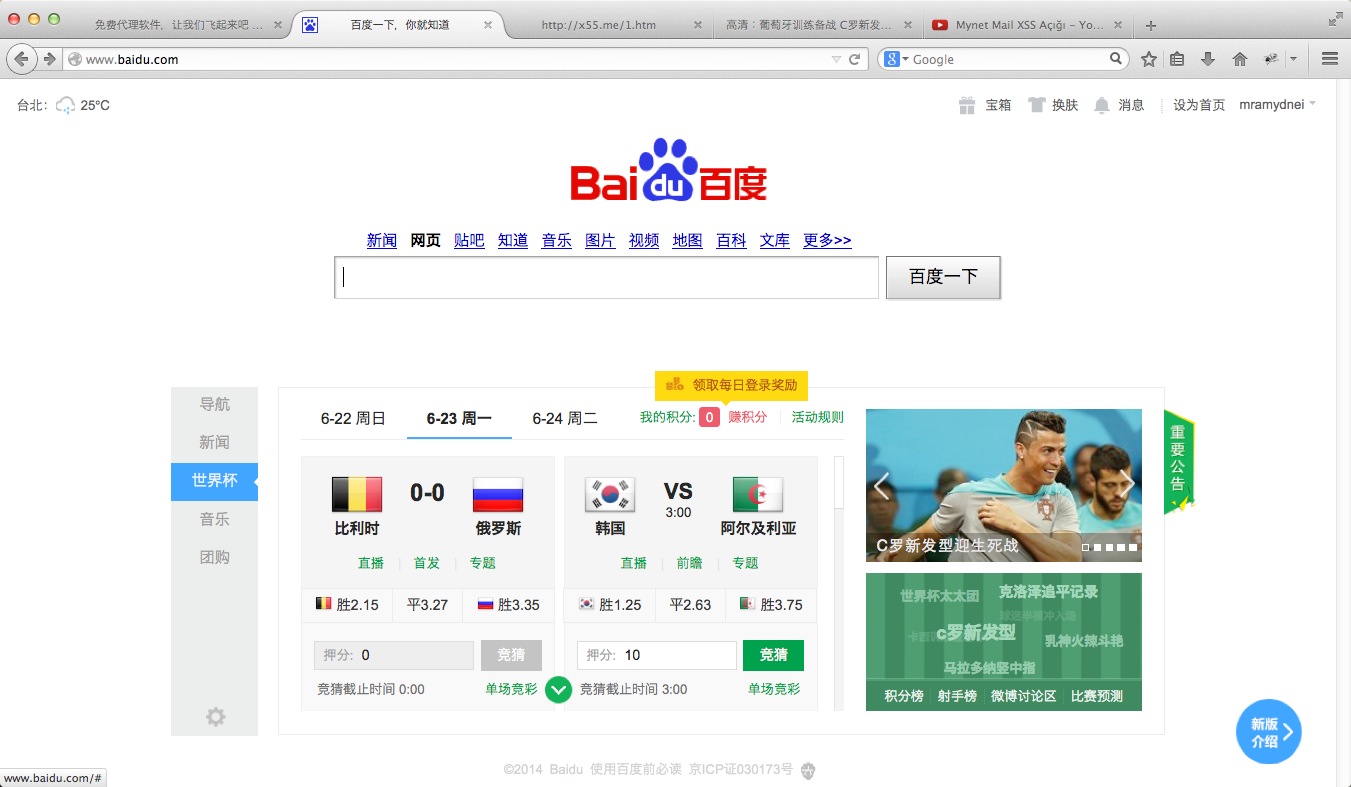 免费代理软件，让我们飞起来吧 ...
百度一下，你就知道
http://x55.me/1.htm
高清：葡萄牙训练备战 C罗新发...
Mynet Mail XSS Açığı – Yo...
www.baidu.com
Google
台北： 25℃
宝箱 换肤 消息 设为首页 mramydnei
Bai du 百度
新闻 网页 贴吧 知道 音乐 图片 视频 地图 百科 文库 更多>>
百度一下
导航
新闻
世界杯
音乐
团购
领取每日登录奖励
6-22 周日 6-23 周一 6-24 周二 我的积分: 0 赚积分 活动规则
0-0
比利时 俄罗斯
直播 首发 专题
胜2.15 平3.27 胜3.35
押分: 0 竞猜
竞猜截止时间 0:00 单场竞彩
VS
3:00
韩国 阿尔及利亚
直播 前瞻 专题
胜1.25 平2.63 胜3.75
押分: 10 竞猜
竞猜截止时间 3:00 单场竞彩
C罗新发型迎生死战
世界杯太太团 克洛泽追平记录
c罗新发型 乳神火辣斗艳
马拉多纳竖中指
积分榜 射手榜 微博讨论区 比赛预测
重要公告
新版
介绍
©2014 Baidu 使用百度前必读 京ICP证030173号
www.baidu.com/#